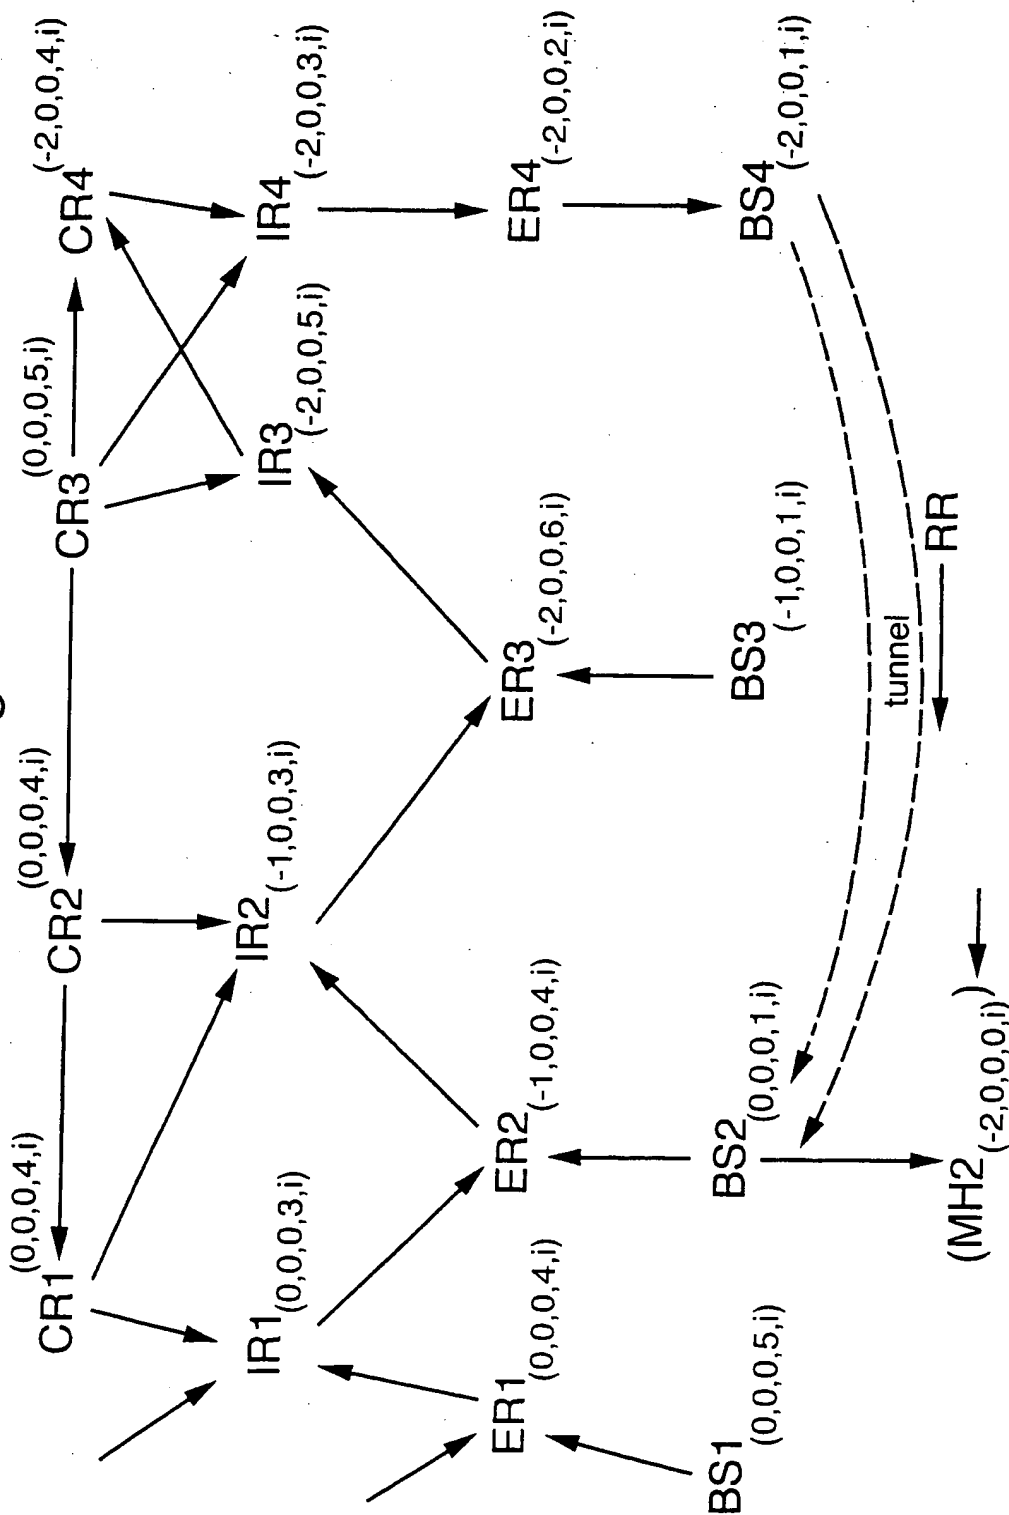 CR1(0,0,0,4,i)
CR2(0,0,0,4,i)
CR3(0,0,0,5,i)
CR4(-2,0,0,4,i)
IR1(0,0,0,3,i)
IR2(-1,0,0,3,i)
IR3(-2,0,0,5,i)
IR4(-2,0,0,3,i)
ER1(0,0,0,4,i)
ER2(-1,0,0,4,i)
ER3(-2,0,0,6,i)
ER4(-2,0,0,2,i)
BS1(0,0,0,5,i)
BS2(0,0,0,1,i)
BS3(-1,0,0,1,i)
BS4(-2,0,0,1,i)
tunnel
RR
(MH2(-2,0,0,0,i))